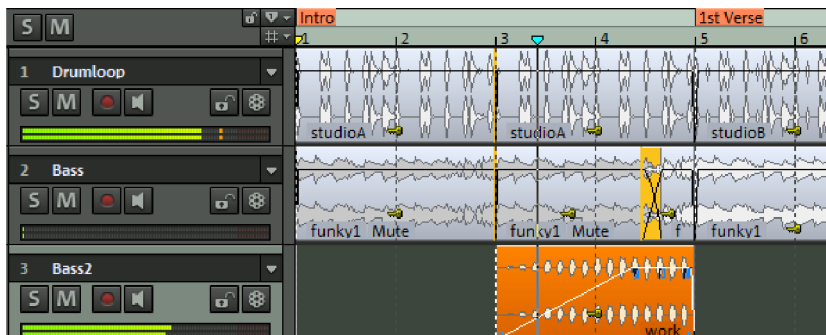 S M Intro 1st Verse
1 2 3 4 5 6
1 Drumloop
S M
studioA studioA studioB
2 Bass
S M
funky1 Mute funky1 Mute f funky1
3 Bass2
S M
work